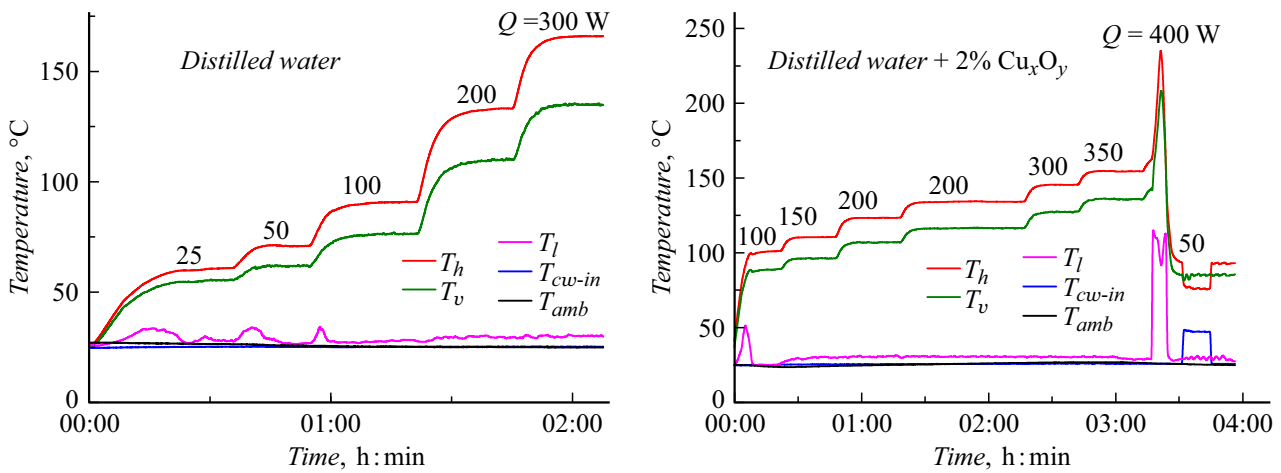 Q =300 W
Distilled water
200
100
50
25
T_h
T_v
T_l
T_cw-in
T_amb
150
100
50
0
00:00 01:00 02:00
Temperature, °C
Time, h:min
Q = 400 W
Distilled water + 2% Cu_xO_y
100
150
200
200
300
350
50
T_h
T_v
T_l
T_cw-in
T_amb
250
200
150
100
50
0
00:00 01:00 02:00 03:00 04:00
Temperature, °C
Time, h:min